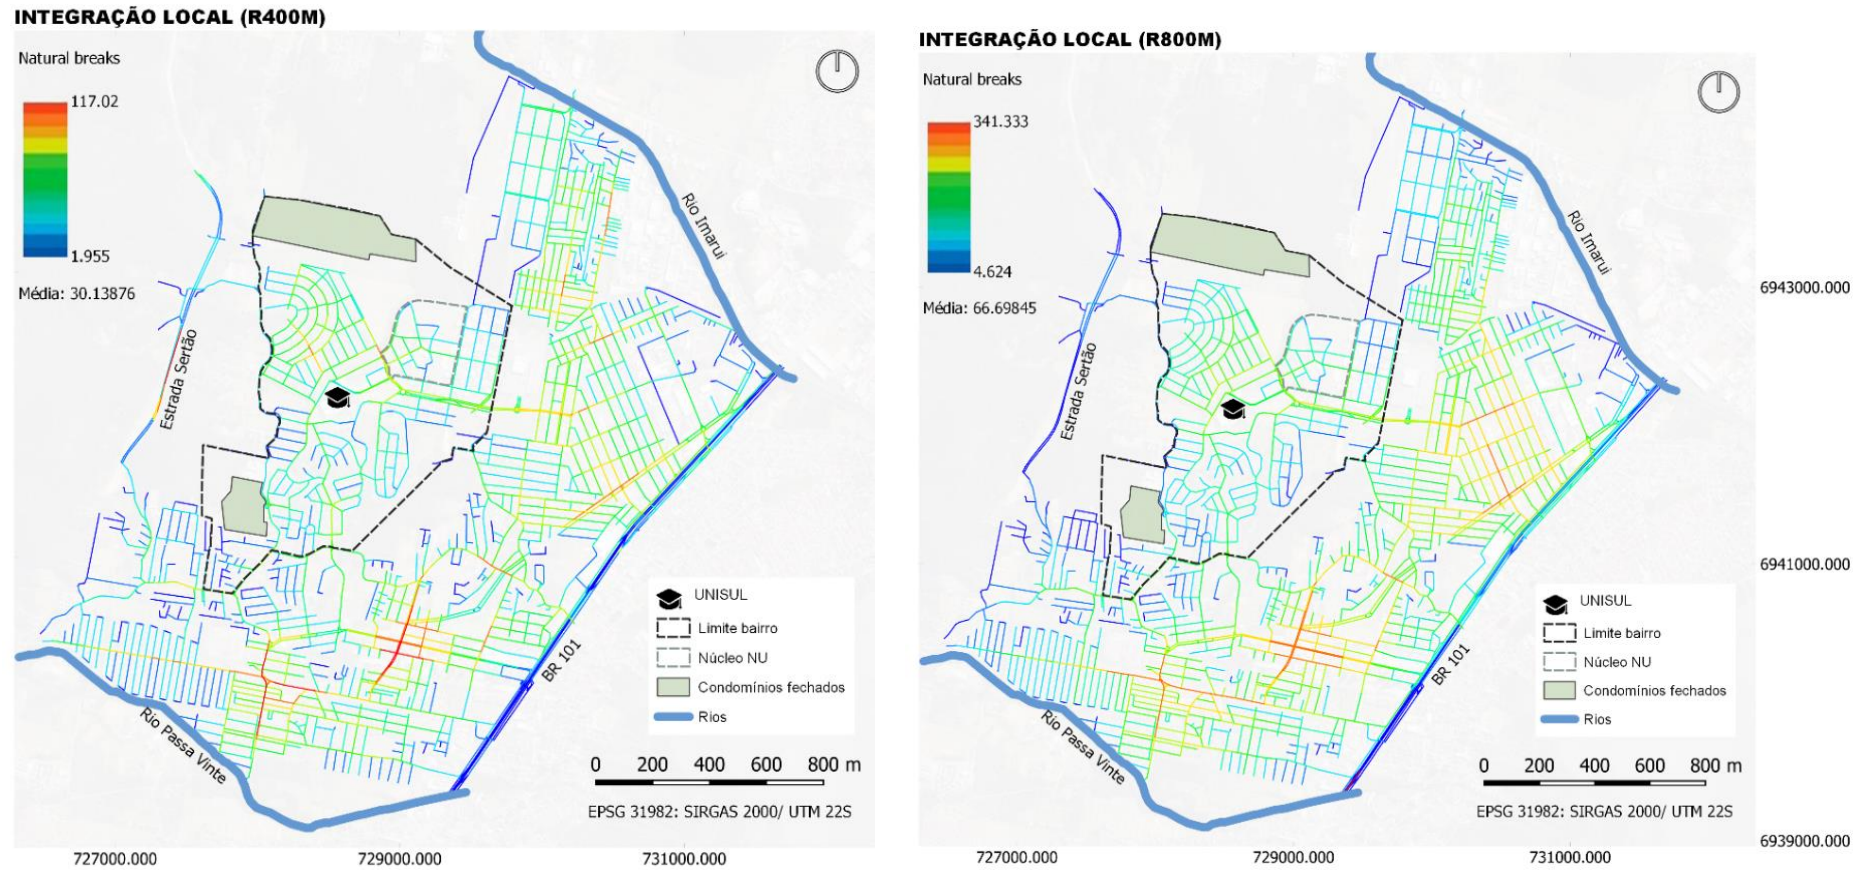 INTEGRAÇÃO LOCAL (R400M)
Natural breaks
117.02
1.955
Média: 30.13876
Estrada Sertão
Rio Imarui
BR 101
Rio Passa Vinte
UNISUL
Limite bairro
Núcleo NU
Condomínios fechados
Rios
0 200 400 600 800 m
EPSG 31982: SIRGAS 2000/ UTM 22S
727000.000 729000.000 731000.000
INTEGRAÇÃO LOCAL (R800M)
Natural breaks
341.333
4.624
Média: 66.69845
Estrada Sertão
Rio Imarui
BR 101
Rio Passa Vinte
UNISUL
Limite bairro
Núcleo NU
Condomínios fechados
Rios
0 200 400 600 800 m
EPSG 31982: SIRGAS 2000/ UTM 22S
727000.000 729000.000 731000.000
6943000.000
6941000.000
6939000.000